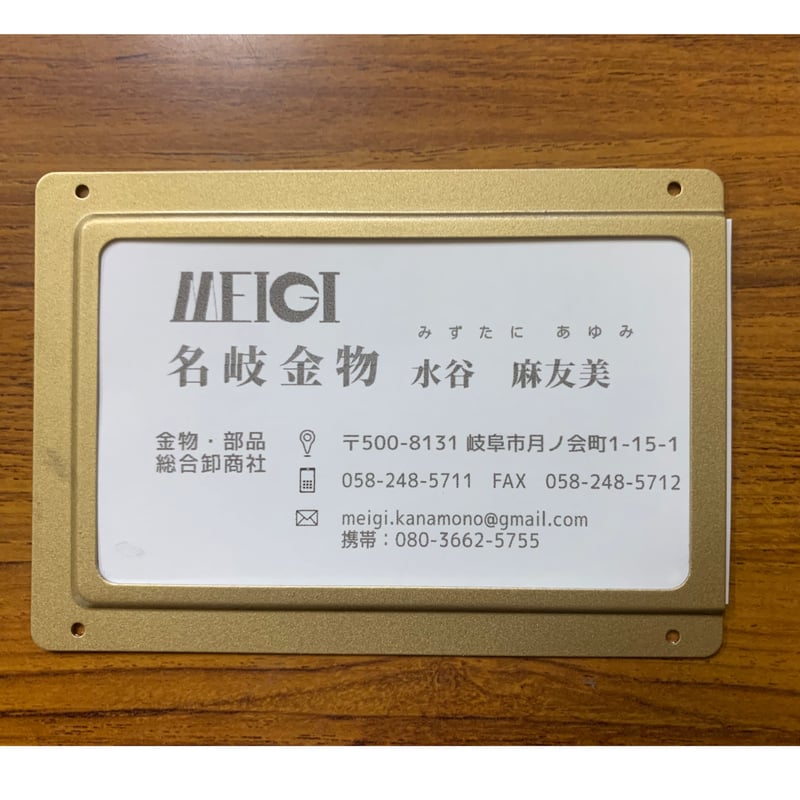 MEIGI
みずたに あゆみ
名岐金物 水谷 麻友美
金物・部品
総合卸商社
〒500-8131 岐阜市月ノ会町1-15-1
058-248-5711 FAX 058-248-5712
meigi.kanamono@gmail.com
携帯：080-3662-5755